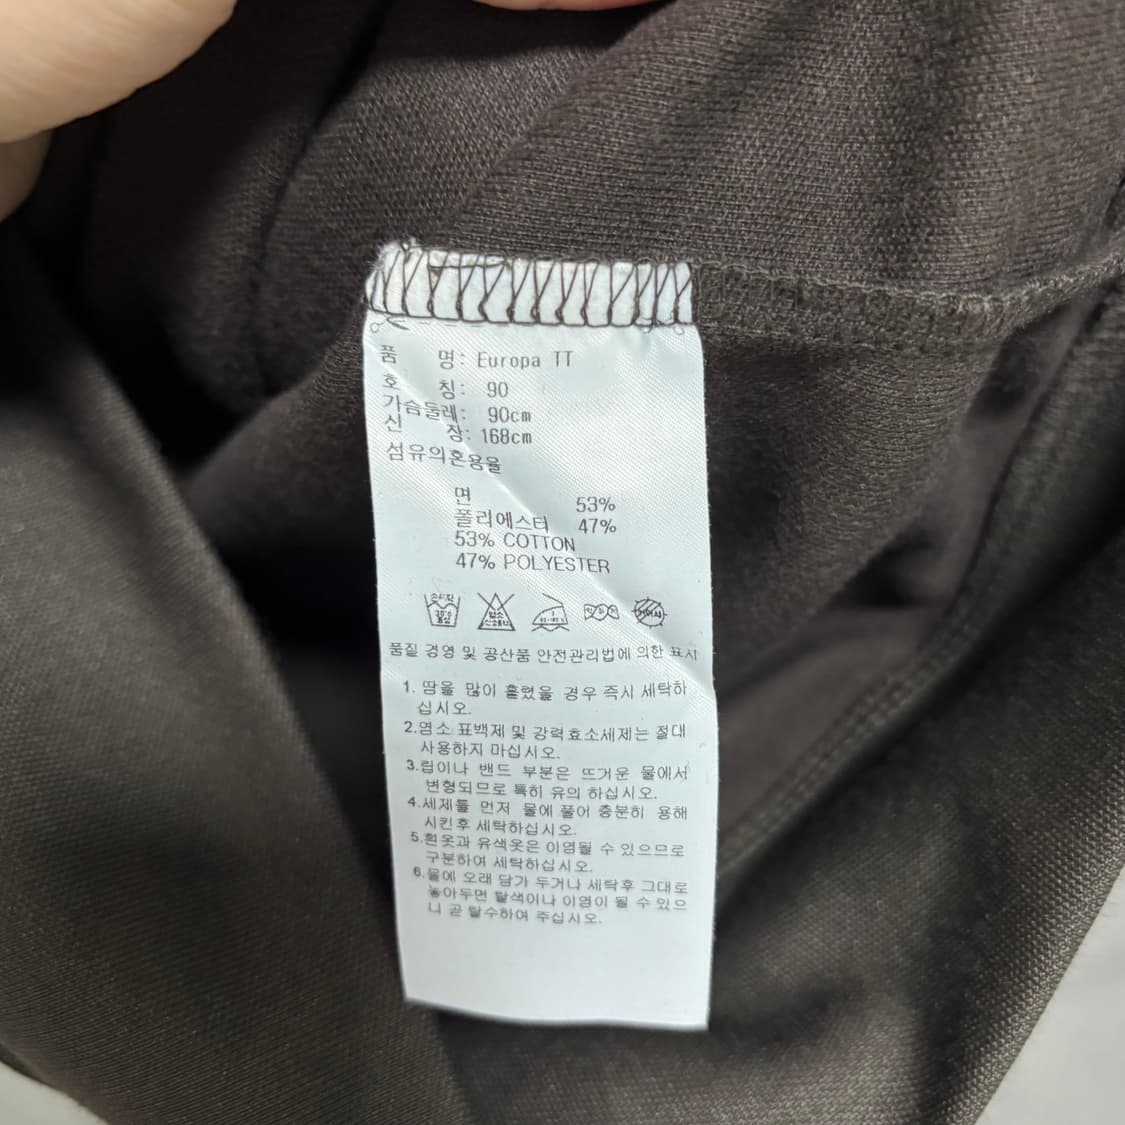 품 명: Europa TT
호 칭: 90
가슴둘레: 90cm
신 장: 168cm
섬유의혼용율
면 53%
폴리에스터 47%
53% COTTON
47% POLYESTER
품질 경영 및 공산품 안전관리법에 의한 표시
1. 땀을 많이 흘렸을 경우 즉시 세탁하
십시오.
2.염소 표백제 및 강력효소세제는 절대
사용하지 마십시오.
3.립이나 밴드 부분은 뜨거운 물에서
변형되므로 특히 유의 하십시오.
4.세제를 먼저 물에 풀어 충분히 용해
시킨후 세탁하십시오.
5.흰옷과 유색옷은 이염될 수 있으므로
구분하여 세탁하십시오.
6.물에 오래 담가 두거나 세탁후 그대로
놓아두면 탈색이나 이염이 될 수 있으
니 곧 탈수하여 주십시오.